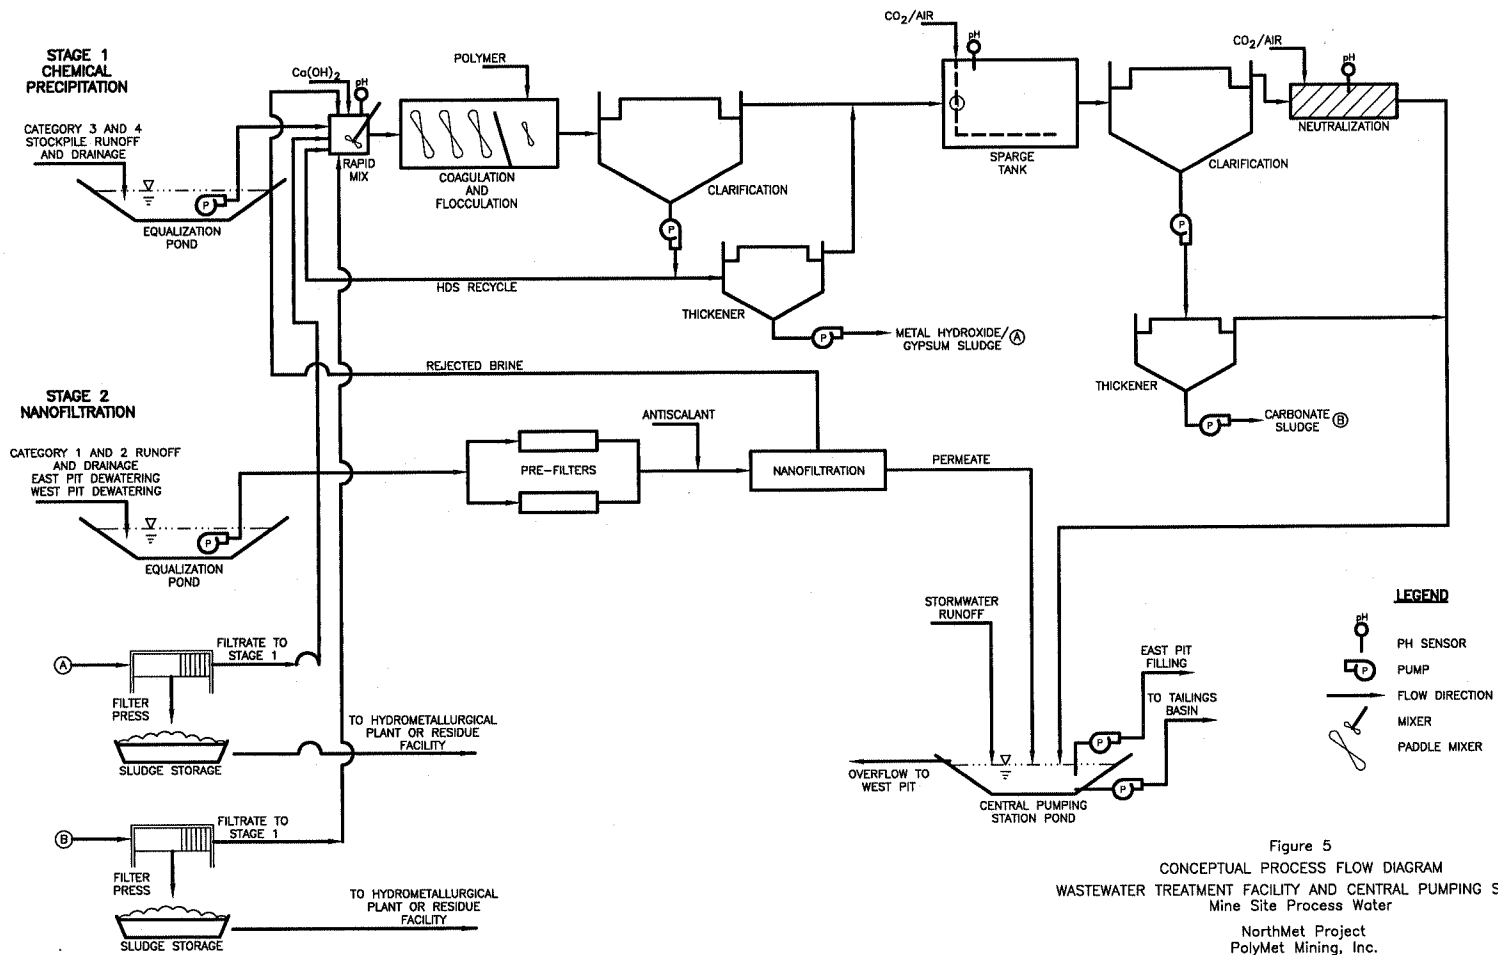 STAGE 1
CHEMICAL
PRECIPITATION
CATEGORY 3 AND 4
STOCKPILE RUNOFF
AND DRAINAGE
P
EQUALIZATION
POND
Ca(OH)2
pH
RAPID
MIX
POLYMER
COAGULATION
AND
FLOCCULATION
CLARIFICATION
P
HDS RECYCLE
THICKENER
P
METAL HYDROXIDE/
GYPSUM SLUDGE
A
CO2/AIR
pH
SPARGE
TANK
CLARIFICATION
P
CO2/AIR
pH
NEUTRALIZATION
THICKENER
P
CARBONATE
SLUDGE
B
REJECTED BRINE
STAGE 2
NANOFILTRATION
CATEGORY 1 AND 2 RUNOFF
AND DRAINAGE
EAST PIT DEWATERING
WEST PIT DEWATERING
P
EQUALIZATION
POND
PRE-FILTERS
ANTISCALANT
NANOFILTRATION
PERMEATE
STORMWATER
RUNOFF
EAST PIT
FILLING
TO TAILINGS
BASIN
P
P
OVERFLOW TO
WEST PIT
CENTRAL PUMPING
STATION POND
A
FILTRATE TO
STAGE 1
FILTER
PRESS
SLUDGE STORAGE
TO HYDROMETALLURGICAL
PLANT OR RESIDUE
FACILITY
B
FILTRATE TO
STAGE 1
FILTER
PRESS
SLUDGE STORAGE
TO HYDROMETALLURGICAL
PLANT OR RESIDUE
FACILITY
LEGEND
pH
PH SENSOR
P
PUMP
FLOW DIRECTION
MIXER
PADDLE MIXER
Figure 5
CONCEPTUAL PROCESS FLOW DIAGRAM
WASTEWATER TREATMENT FACILITY AND CENTRAL PUMPING S
Mine Site Process Water
NorthMet Project
PolyMet Mining, Inc.